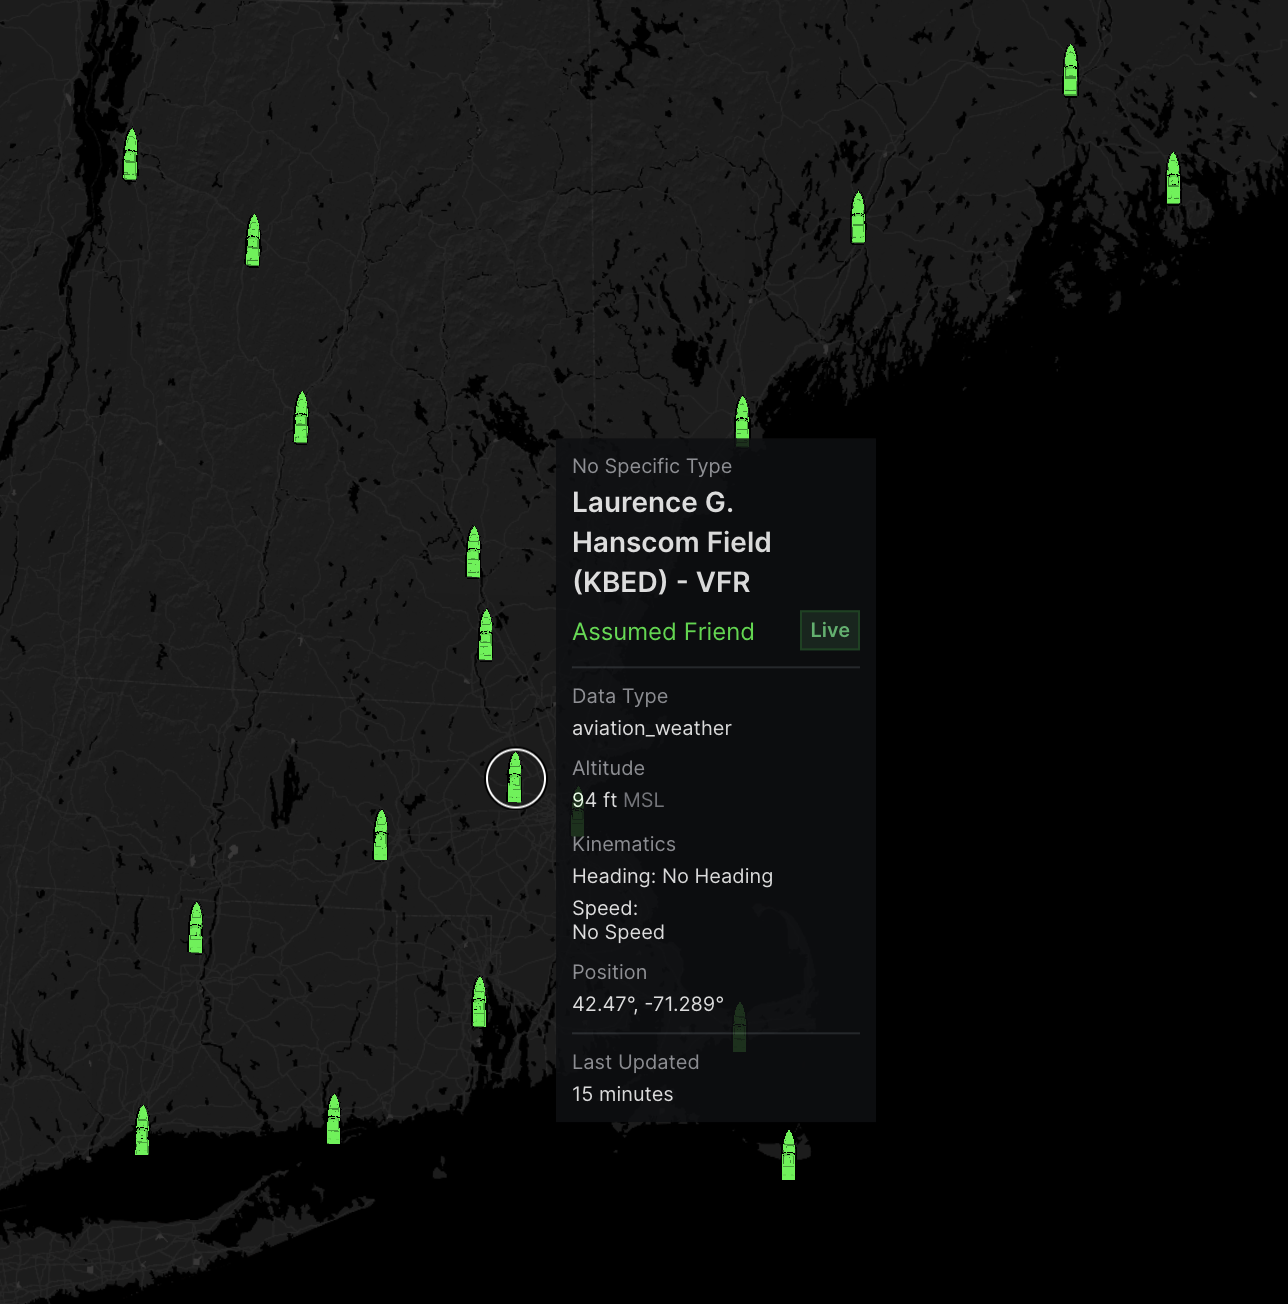 No Specific Type
Laurence G.
Hanscom Field
(KBED) - VFR
Assumed Friend
Live
Data Type
aviation_weather
Altitude
94 ft MSL
Kinematics
Heading: No Heading
Speed:
No Speed
Position
42.47°, -71.289°
Last Updated
15 minutes